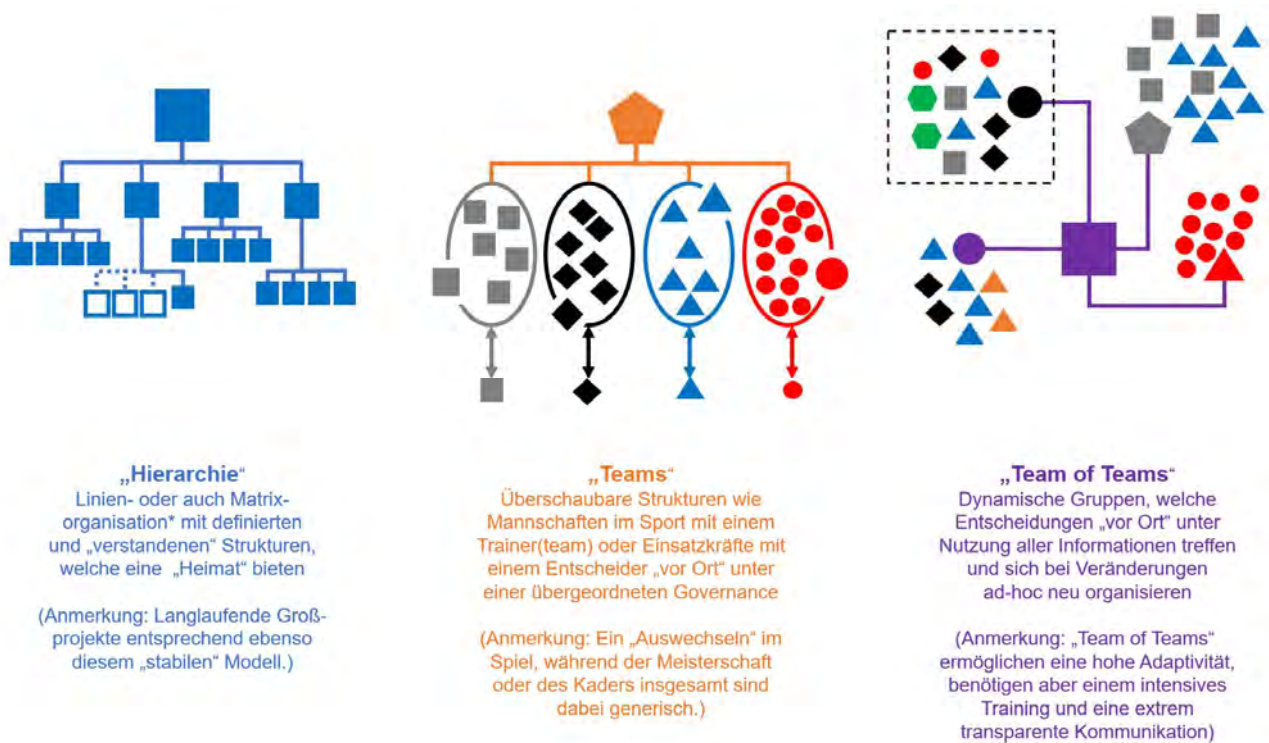 „Hierarchie“
Linien- oder auch Matrix-
organisation* mit definierten
und „verstandenen“ Strukturen,
welche eine „Heimat“ bieten
(Anmerkung: Langlaufende Groß-
projekte entsprechend ebenso
diesem „stabilen“ Modell.)
„Teams“
Überschaubare Strukturen wie
Mannschaften im Sport mit einem
Trainer(team) oder Einsatzkräfte mit
einem Entscheider „vor Ort“ unter
einer übergeordneten Governance
(Anmerkung: Ein „Auswechseln“ im
Spiel, während der Meisterschaft
oder des Kaders insgesamt sind
dabei generisch.)
„Team of Teams“
Dynamische Gruppen, welche
Entscheidungen „vor Ort“ unter
Nutzung aller Informationen treffen
und sich bei Veränderungen
ad-hoc neu organisieren
(Anmerkung: „Team of Teams“
ermöglichen eine hohe Adaptivität,
benötigen aber einem intensives
Training und eine extrem
transparente Kommunikation)